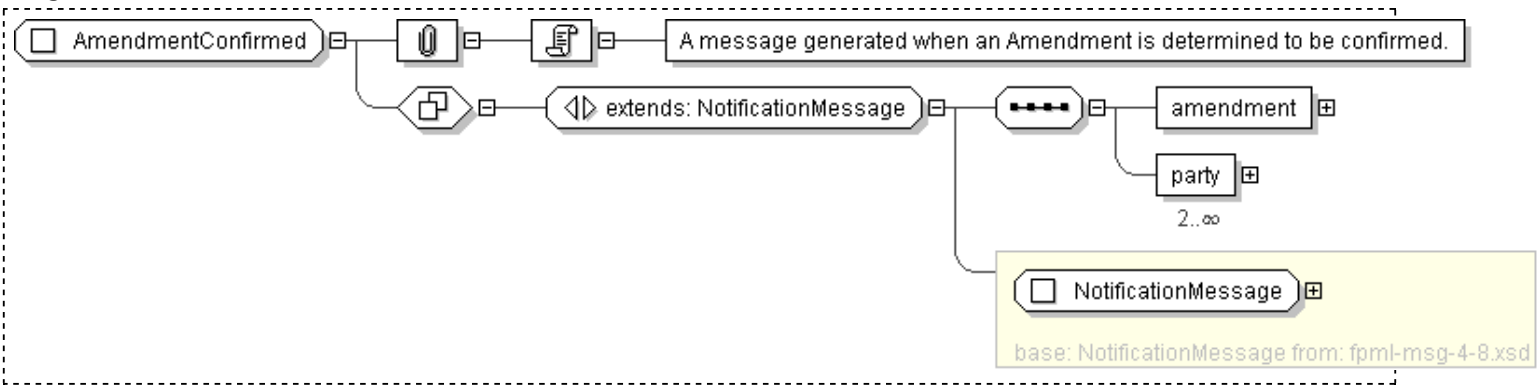 AmendmentConfirmed
A message generated when an Amendment is determined to be confirmed.
extends: NotificationMessage
amendment
party
2..∞
NotificationMessage
base: NotificationMessage from: fpml-msg-4-8.xsd